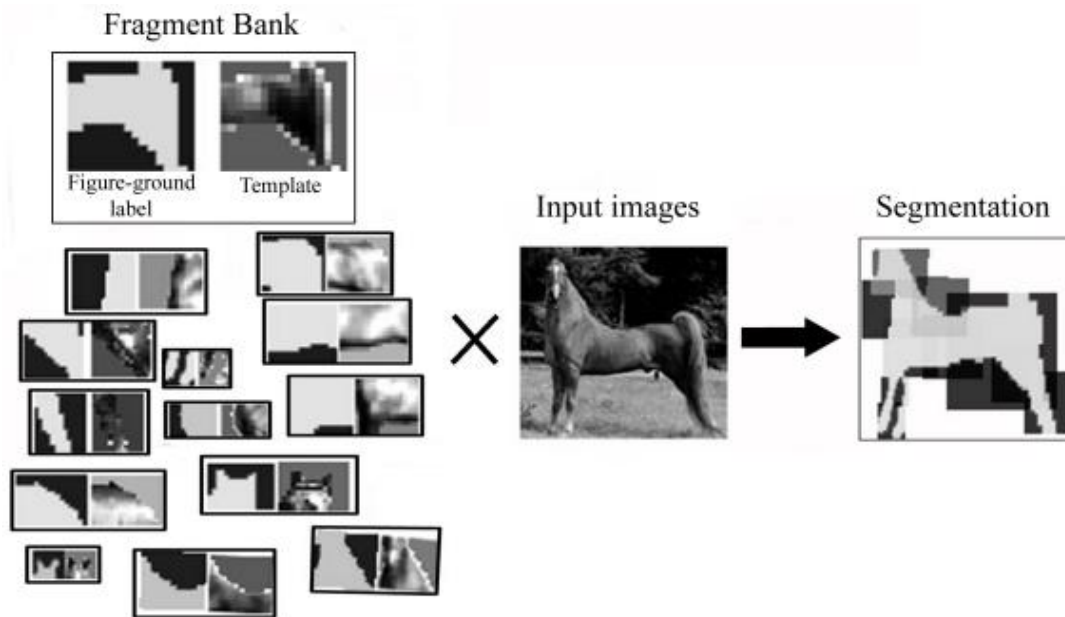 Fragment Bank
Figure-ground
label
Template
Input images
Segmentation